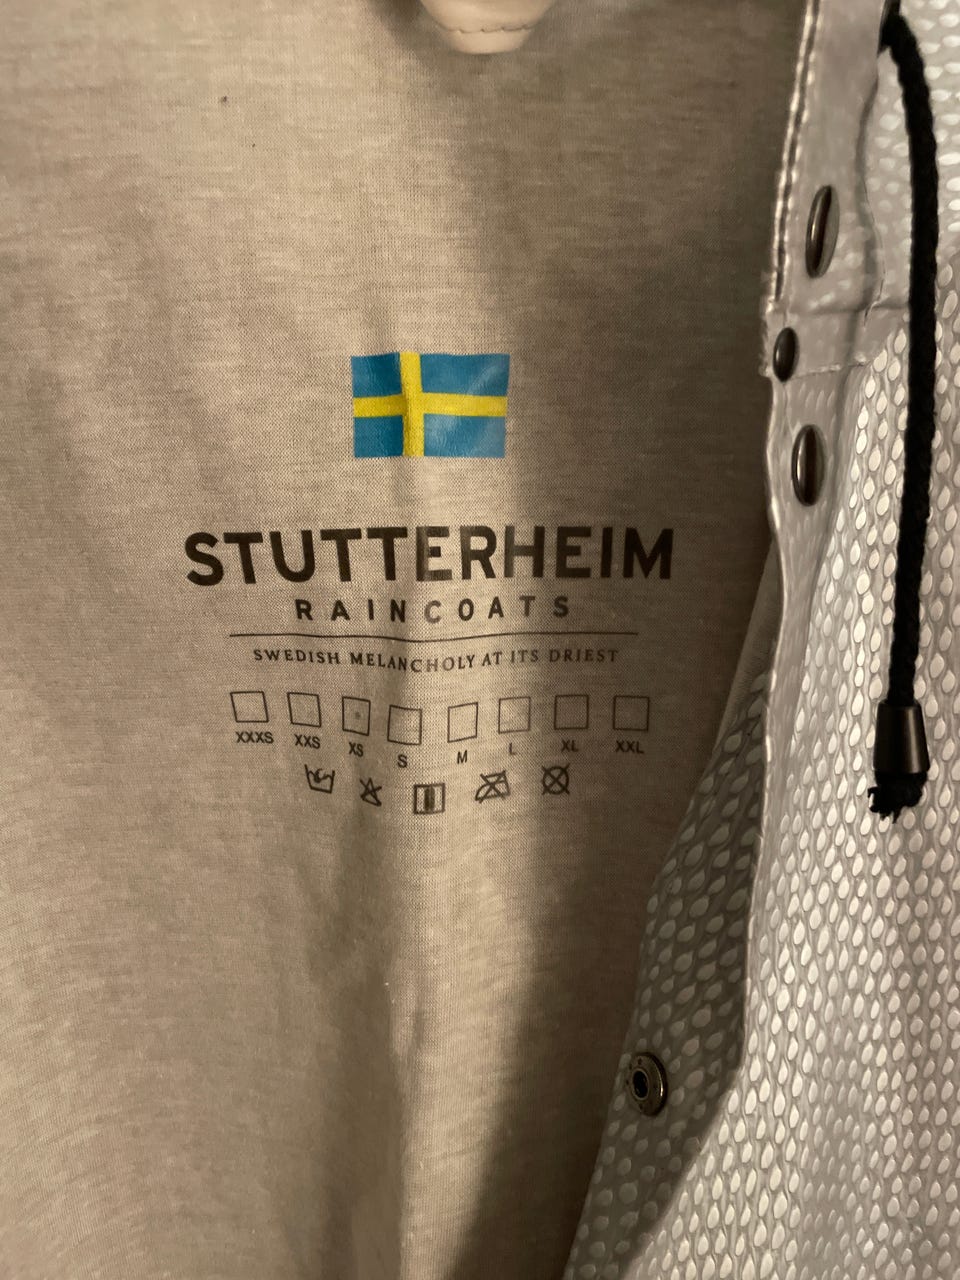 STUTTERHEIM
RAINCOATS
SWEDISH MELANCHOLY AT ITS DRIEST
XXXS XXS XS S M L XL XXL